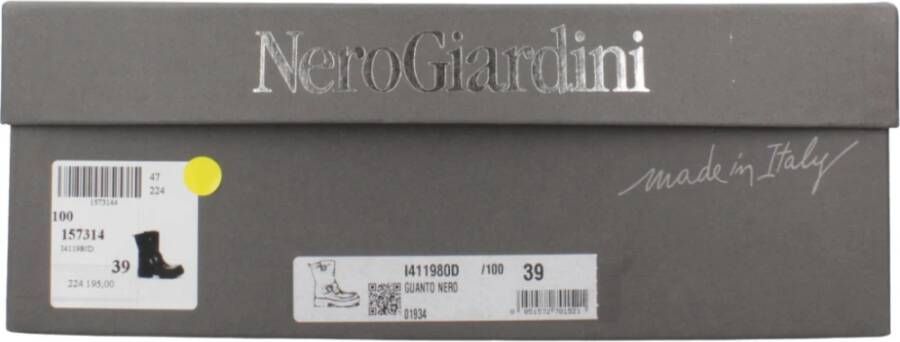 NeroGiardini
made in Italy
47
224
1573144
100
157314
I411980D
39
224 195,00
I411980D /100 39
GUANTO NERO
01934